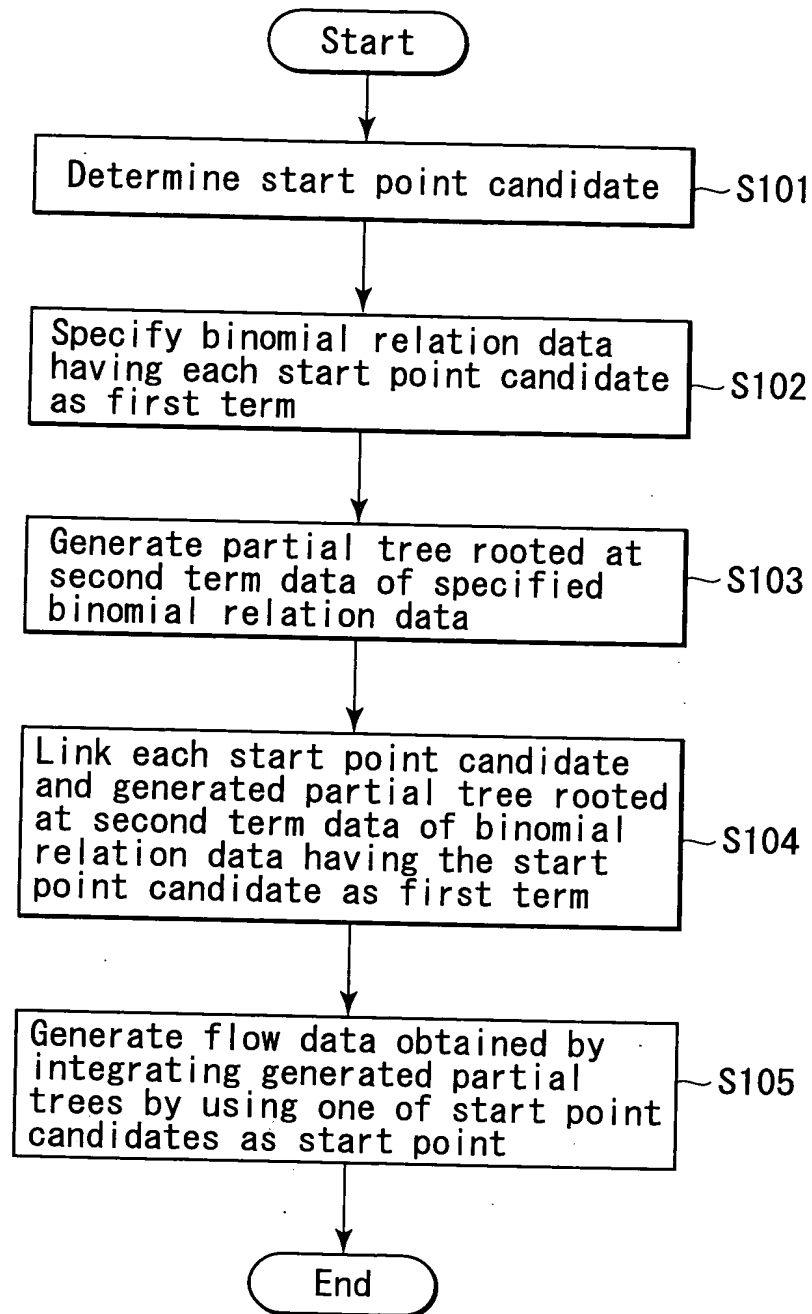 Start
Determine start point candidate
S101
Specify binomial relation data
having each start point candidate
as first term
S102
Generate partial tree rooted at
second term data of specified
binomial relation data
S103
Link each start point candidate
and generated partial tree rooted
at second term data of binomial
relation data having the start
point candidate as first term
S104
Generate flow data obtained by
integrating generated partial
trees by using one of start point
candidates as start point
S105
End